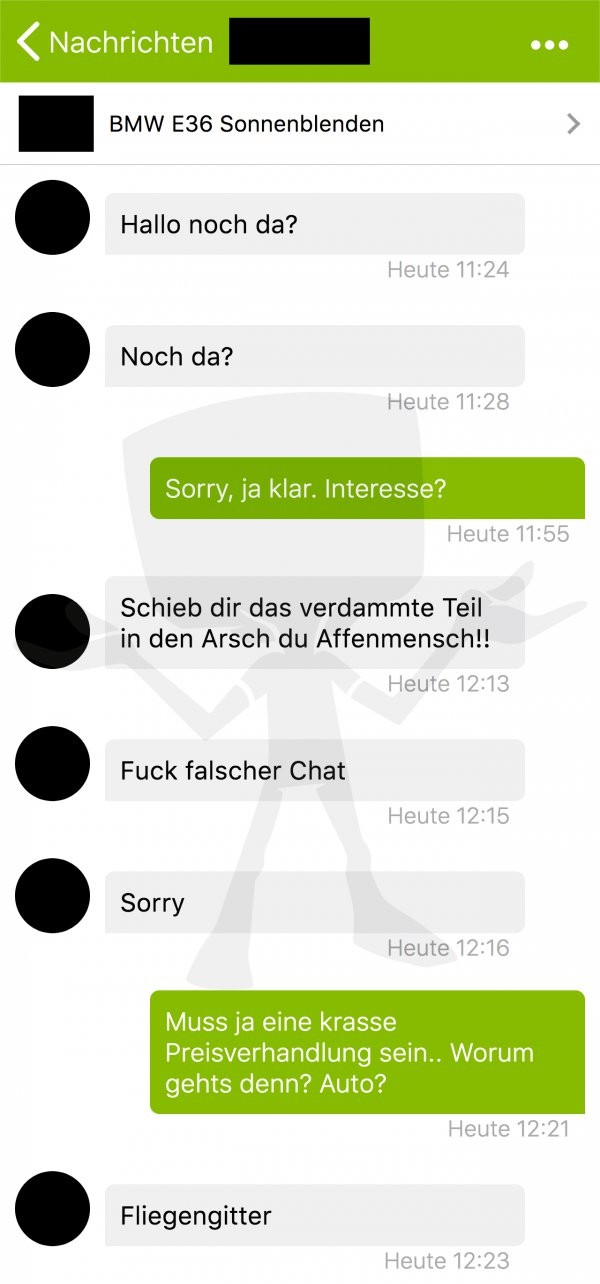 Nachrichten
BMW E36 Sonnenblenden
Hallo noch da?
Heute 11:24
Noch da?
Heute 11:28
Sorry, ja klar. Interesse?
Heute 11:55
Schieb dir das verdammte Teil
in den Arsch du Affenmensch!!
Heute 12:13
Fuck falscher Chat
Heute 12:15
Sorry
Heute 12:16
Muss ja eine krasse
Preisverhandlung sein.. Worum
gehts denn? Auto?
Heute 12:21
Fliegengitter
Heute 12:23